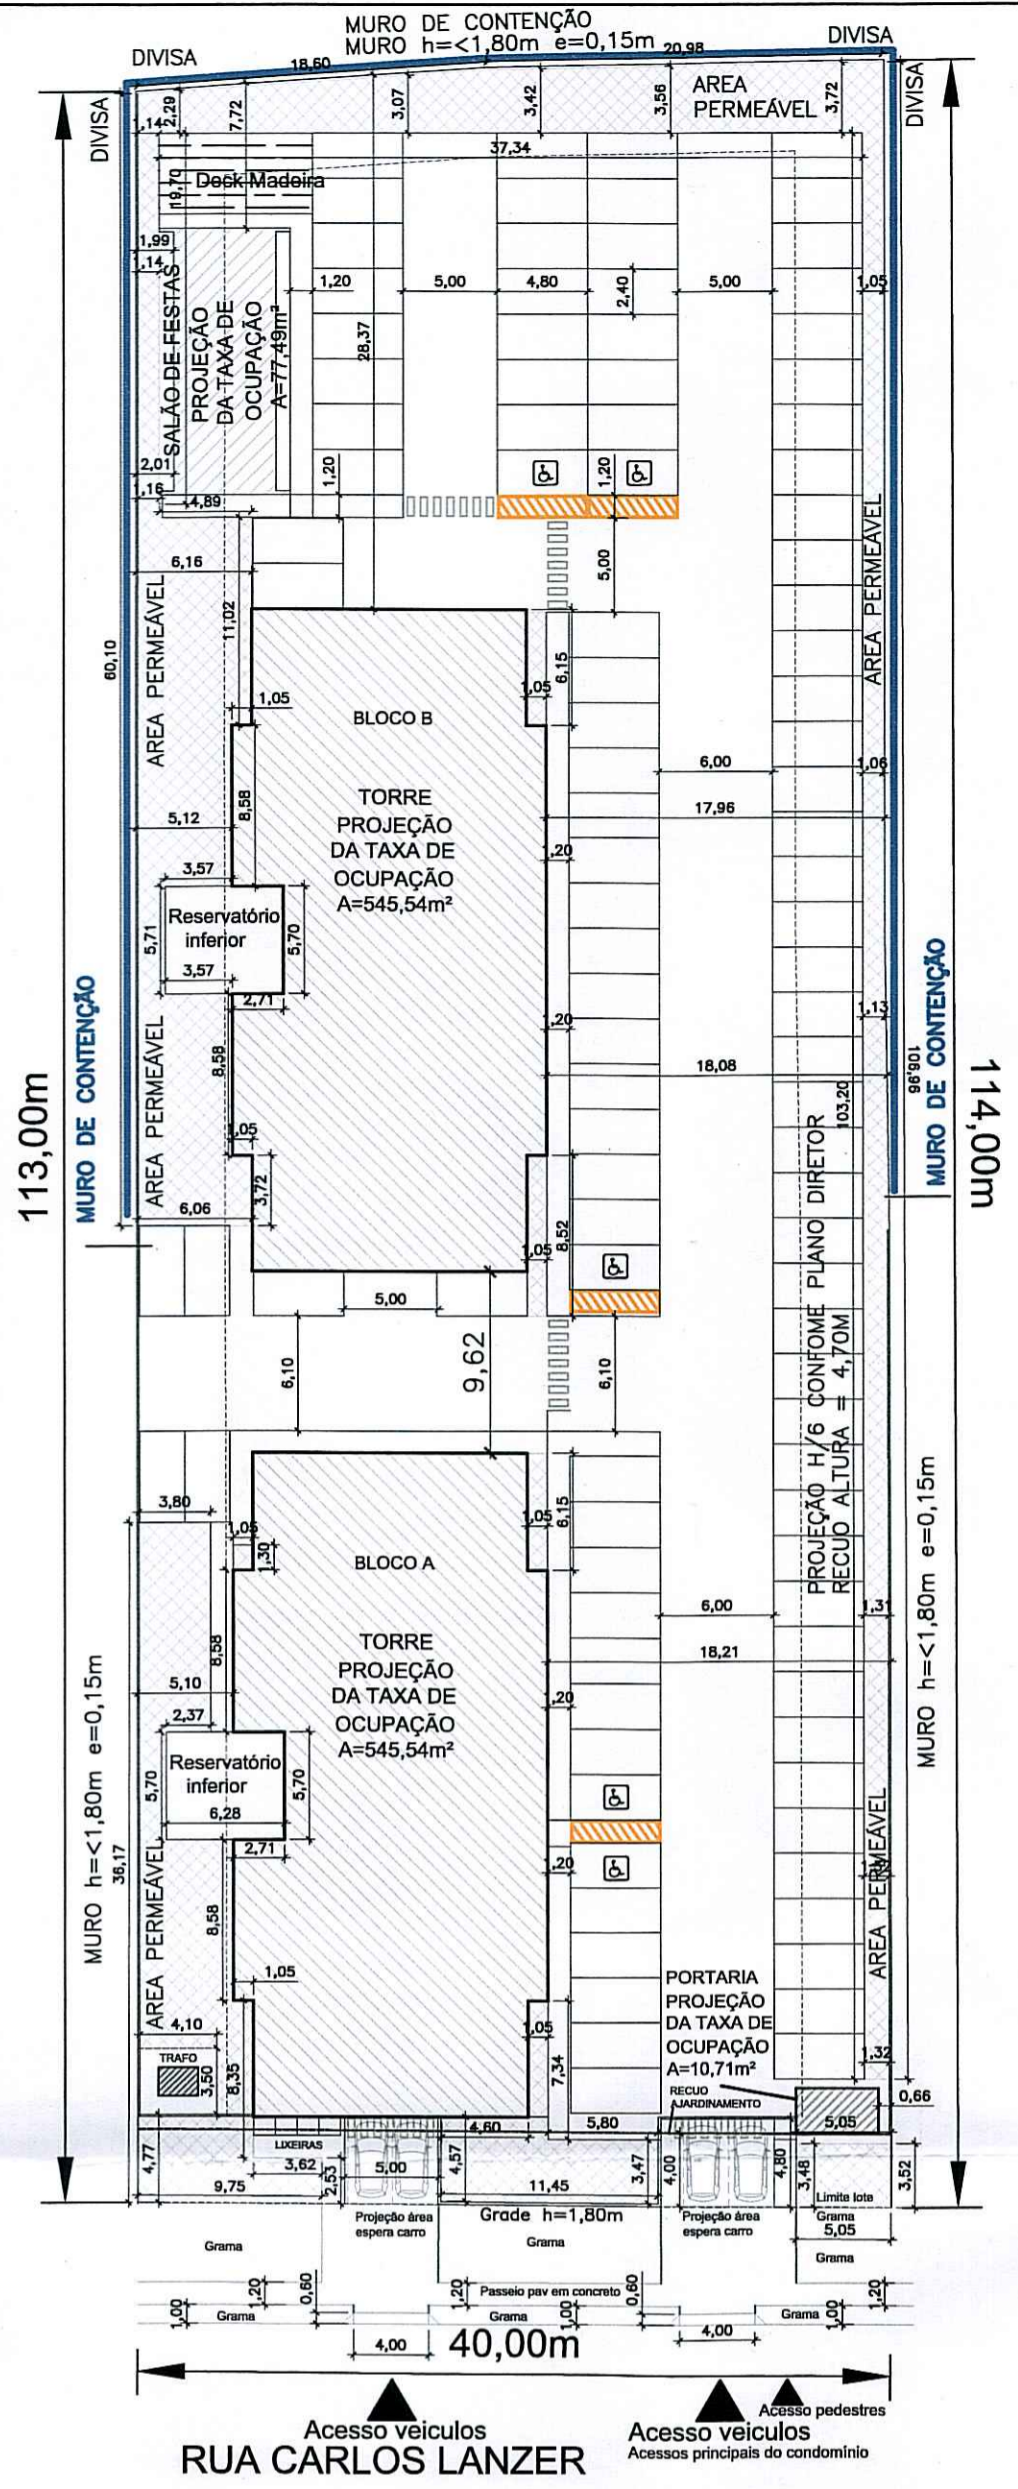 MURO DE CONTENÇÃO
MURO h=<1,80m e=0,15m
DIVISA
DIVISA
18,60
20,98
DIVISA
DIVISA
AREA
PERMEÁVEL
,14
2,29
7,72
3,07
3,42
3,56
3,72
37,34
Deck Madeira
19,70
1,99
1,14
SALÃO DE FESTAS
PROJEÇÃO
DA TAXA DE
OCUPAÇÃO
A=77,49m²
1,20
5,00
4,80
2,40
5,00
1,05
28,37
2,01
1,16
4,89
1,20
1,20
6,16
11,02
5,00
AREA PERMEÁVEL
AREA PERMEÁVEL
60,10
1,05
1,05
6,15
BLOCO B
TORRE
PROJEÇÃO
DA TAXA DE
OCUPAÇÃO
A=545,54m²
6,00
1,06
17,96
8,58
5,12
,20
3,57
Reservatório
inferior
5,71
5,70
3,57
2,71
,20
1,13
18,08
8,58
AREA PERMEÁVEL
113,00m
MURO DE CONTENÇÃO
MURO DE CONTENÇÃO
106,96
114,00m
103,20
1,05
3,72
6,06
1,05
8,52
5,00
9,62
6,10
6,10
PROJEÇÃO H/6 CONFOME PLANO DIRETOR
RECUO ALTURA = 4,70M
3,80
1,05
1,30
1,05
6,15
BLOCO A
TORRE
PROJEÇÃO
DA TAXA DE
OCUPAÇÃO
A=545,54m²
6,00
1,31
18,21
8,58
5,10
,20
2,37
Reservatório
inferior
5,70
5,70
6,28
2,71
,20
MURO h=<1,80m e=0,15m
MURO h=<1,80m e=0,15m
36,17
AREA PERMEÁVEL
AREA PERMEÁVEL
8,58
1,05
4,10
1,05
TRAFO
3,50
8,35
7,34
PORTARIA
PROJEÇÃO
DA TAXA DE
OCUPAÇÃO
A=10,71m²
1,32
RECUO
AJARDINAMENTO
0,66
4,60
5,80
5,05
4,77
LIXEIRAS
3,62
2,53
5,00
4,57
3,47
4,00
4,80
3,48
3,52
9,75
11,45
Limite lote
Projeção área
espera carro
Grade h=1,80m
Projeção área
espera carro
Grama
5,05
Grama
Grama
Grama
1,20
0,60
1,20
Passeio pav em concreto
0,60
1,20
1,00
Grama
Grama
1,00
Grama
1,00
4,00
40,00m
4,00
Acesso pedestres
Acesso veiculos
Acesso veiculos
Acessos principais do condomínio
RUA CARLOS LANZER